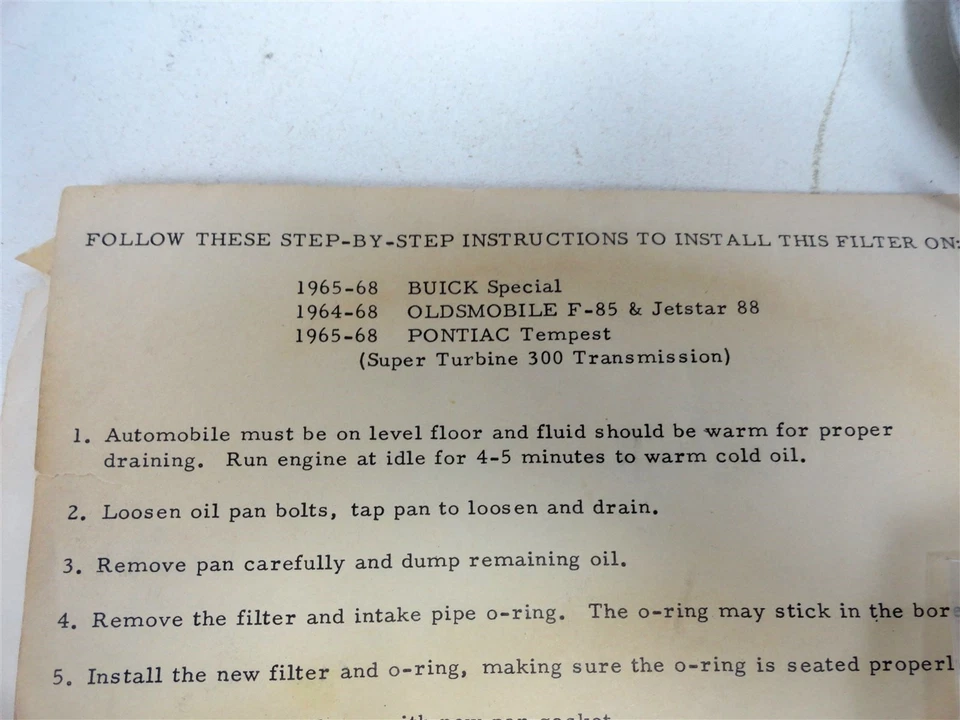 FOLLOW THESE STEP-BY-STEP INSTRUCTIONS TO INSTALL THIS FILTER ON:
1965-68 BUICK Special
1964-68 OLDSMOBILE F-85 & Jetstar 88
1965-68 PONTIAC Tempest
(Super Turbine 300 Transmission)
1. Automobile must be on level floor and fluid should be warm for proper
draining. Run engine at idle for 4-5 minutes to warm cold oil.
2. Loosen oil pan bolts, tap pan to loosen and drain.
3. Remove pan carefully and dump remaining oil.
4. Remove the filter and intake pipe o-ring. The o-ring may stick in the bore
5. Install the new filter and o-ring, making sure the o-ring is seated properl
with new pan gasket